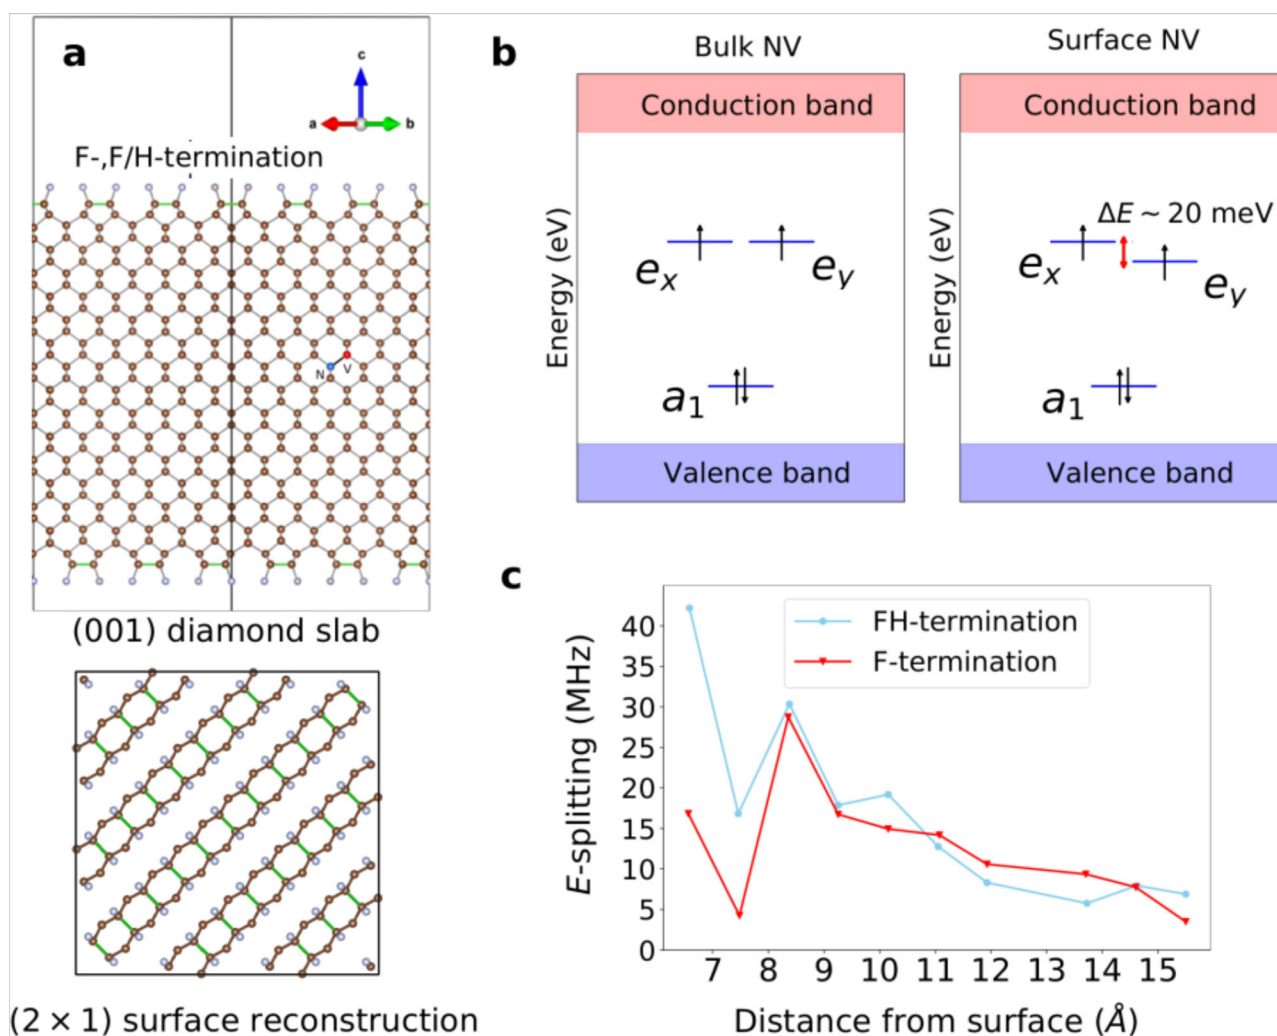 a
c
a
b
F-,F/H-termination
N
V
(001) diamond slab
(2 × 1) surface reconstruction
b
Bulk NV
Conduction band
Energy (eV)
e_x
e_y
a_1
Valence band
Surface NV
Conduction band
Energy (eV)
ΔE ~ 20 meV
e_x
e_y
a_1
Valence band
c
FH-termination
F-termination
E-splitting (MHz)
40
35
30
25
20
15
10
5
0
7 8 9 10 11 12 13 14 15
Distance from surface (Å)